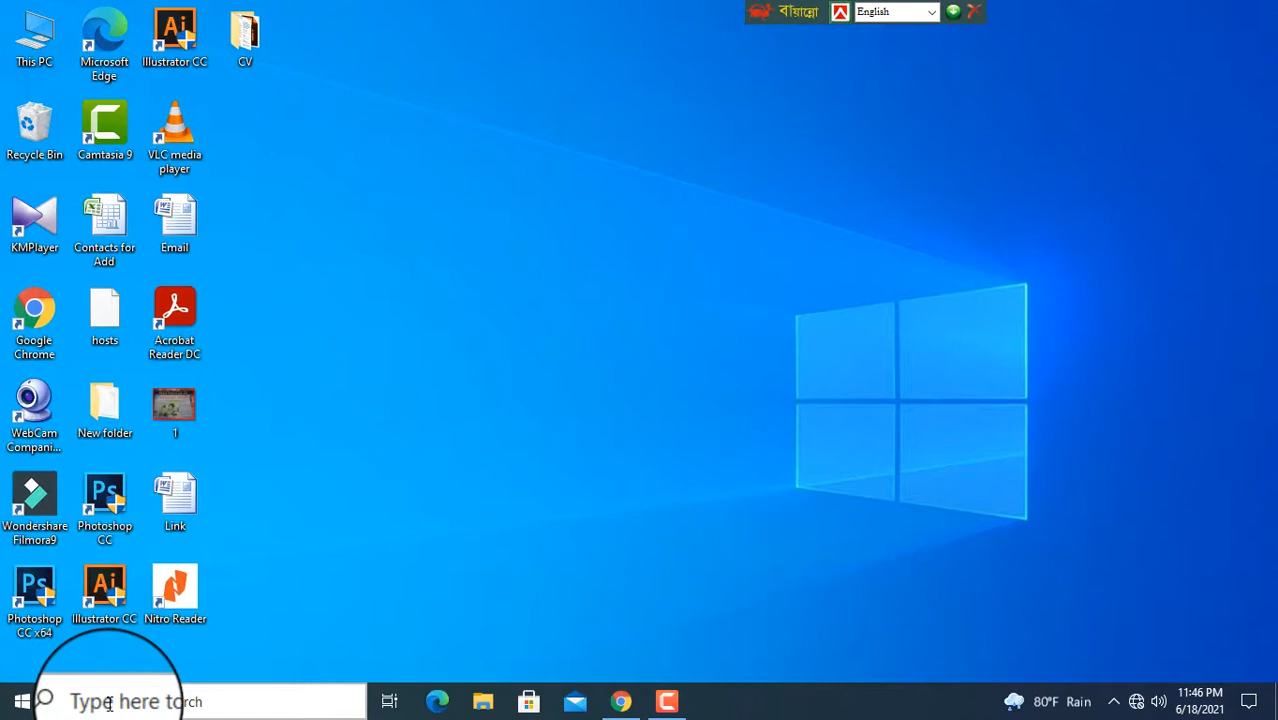 বায়ান্নো English
This PC
Microsoft
Edge
Illustrator CC
CV
Recycle Bin
Camtasia 9
VLC media
player
KMPlayer
Contacts for
Add
Email
Google
Chrome
hosts
Acrobat
Reader DC
WebCam
Compani...
New folder
1
Wondershare
Filmora9
Photoshop
CC
Link
Photoshop
CC x64
Illustrator CC
Nitro Reader
Type here to rch
80°F Rain
11:46 PM
6/18/2021